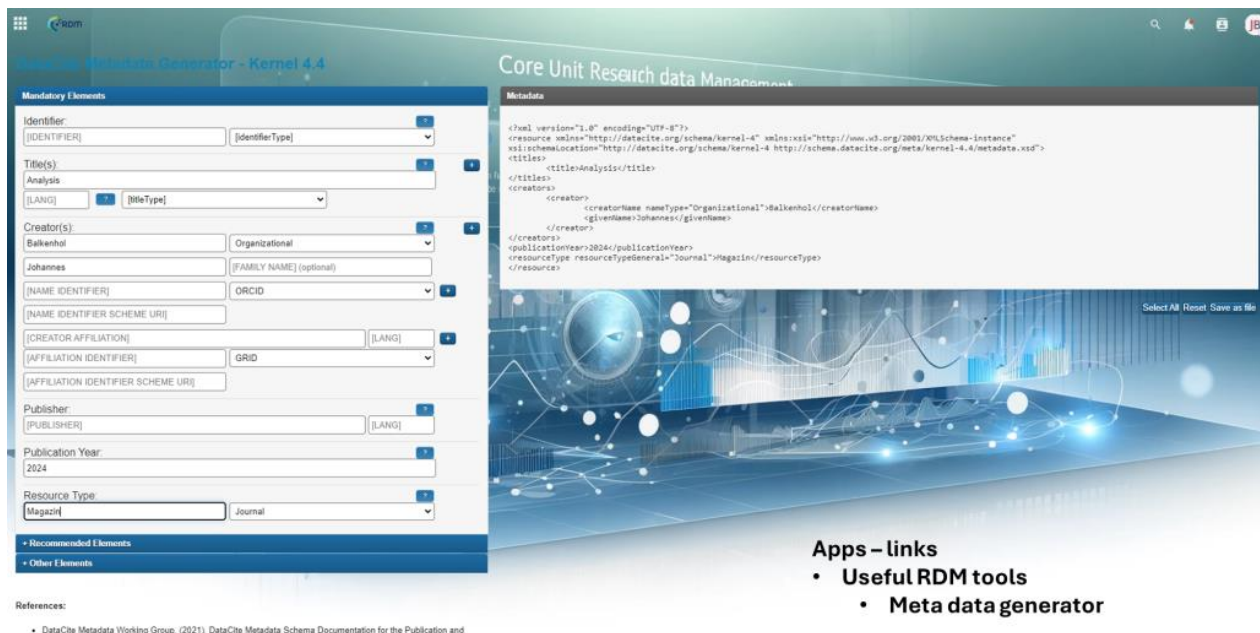 RDM
JB
DataCite Metadata Generator - Kernel 4.4
Core Unit Research data Management
Mandatory Elements
Identifier:
?
[IDENTIFIER]
[identifierType]
Title(s):
?
+
Analysis
[LANG]
?
[titleType]
Creator(s):
?
+
Balkenhol
Organizational
Johannes
[FAMILY NAME] (optional)
[NAME IDENTIFIER]
ORCID
+
[NAME IDENTIFIER SCHEME URI]
[CREATOR AFFILIATION]
[LANG]
+
[AFFILIATION IDENTIFIER]
GRID
[AFFILIATION IDENTIFIER SCHEME URI]
Publisher:
?
[PUBLISHER]
[LANG]
Publication Year:
?
2024
Resource Type:
?
Magazin
Journal
+ Recommended Elements
+ Other Elements
Metadata
<?xml version="1.0" encoding="UTF-8"?>
<resource xmlns="http://datacite.org/schema/kernel-4" xmlns:xsi="http://www.w3.org/2001/XMLSchema-instance"
xsi:schemaLocation="http://datacite.org/schema/kernel-4 http://schema.datacite.org/meta/kernel-4.4/metadata.xsd">
<titles>
<title>Analysis</title>
</titles>
<creators>
<creator>
<creatorName nameType="Organizational">Balkenhol</creatorName>
<givenName>Johannes</givenName>
</creator>
</creators>
<publicationYear>2024</publicationYear>
<resourceType resourceTypeGeneral="Journal">Magazin</resourceType>
</resource>
Select All Reset Save as file
Apps – links
• Useful RDM tools
• Meta data generator
References:
• DataCite Metadata Working Group. (2021). DataCite Metadata Schema Documentation for the Publication and